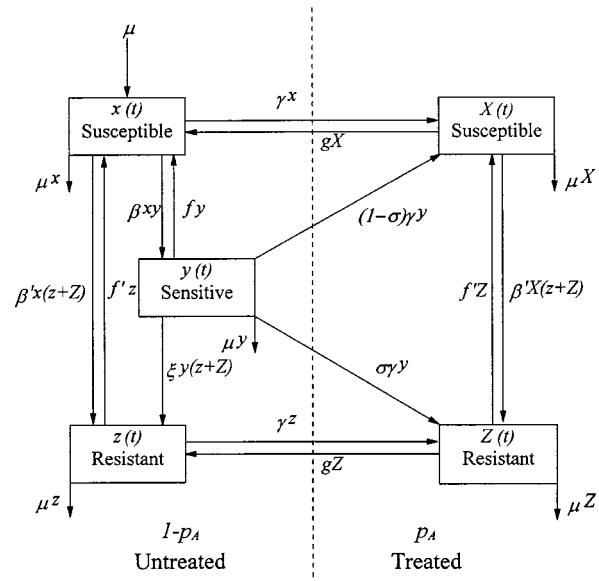 μ
x(t)
Susceptible
γx
gX
X(t)
Susceptible
μx
μX
βxy
fy
(1-σ)γy
β'x(z+Z)
f'z
y(t)
Sensitive
f'Z
β'X(z+Z)
μy
ξy(z+Z)
σγy
z(t)
Resistant
γz
gZ
Z(t)
Resistant
μz
μZ
1-pA
pA
Untreated
Treated